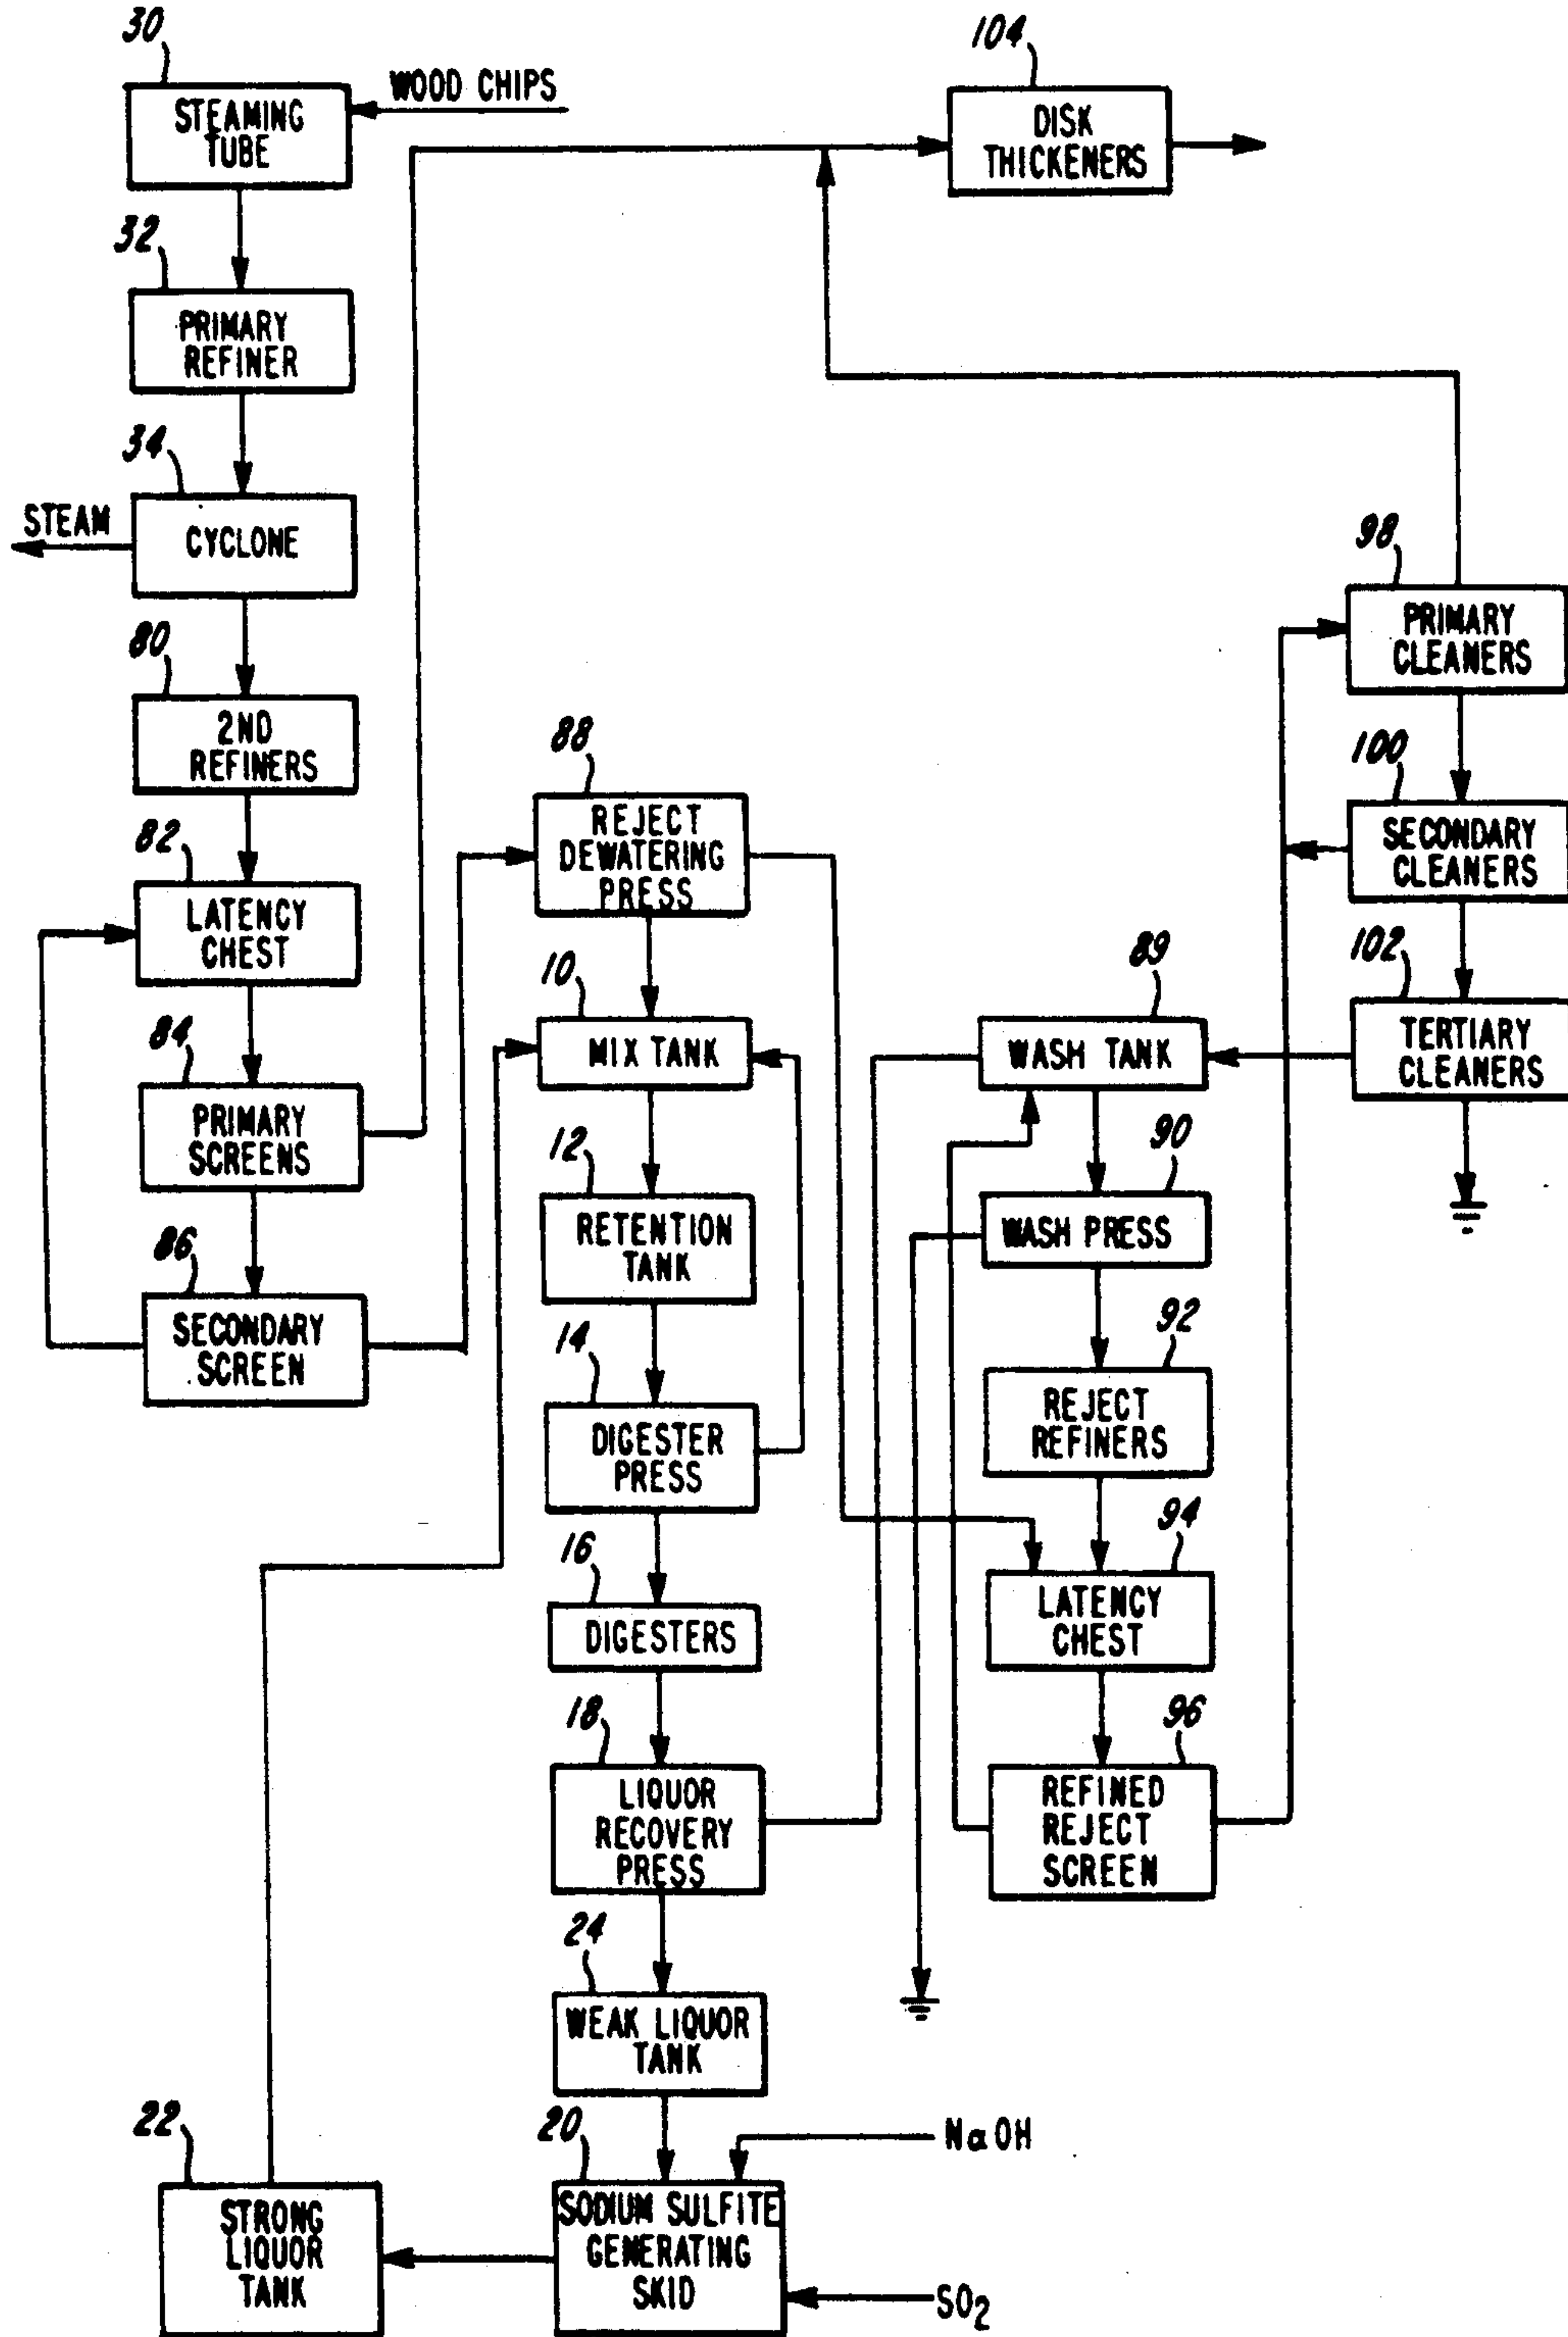 30
WOOD CHIPS
STEAMING
TUBE
104
DISK
THICKENERS
32
PRIMARY
REFINER
34
STEAM
CYCLONE
80
2ND
REFINERS
82
LATENCY
CHEST
84
PRIMARY
SCREENS
86
SECONDARY
SCREEN
88
REJECT
DEWATERING
PRESS
10
MIX TANK
12
RETENTION
TANK
14
DIGESTER
PRESS
16
DIGESTERS
18
LIQUOR
RECOVERY
PRESS
24
WEAK LIQUOR
TANK
20
SODIUM SULFITE
GENERATING
SKID
NaOH
SO2
22
STRONG
LIQUOR
TANK
89
WASH TANK
90
WASH PRESS
92
REJECT
REFINERS
94
LATENCY
CHEST
96
REFINED
REJECT
SCREEN
98
PRIMARY
CLEANERS
100
SECONDARY
CLEANERS
102
TERTIARY
CLEANERS